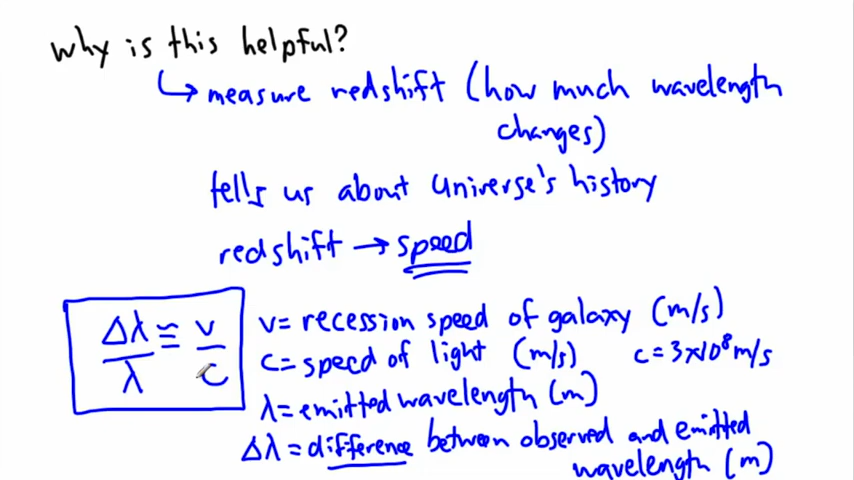 why is this helpful?
↳ measure redshift (how much wavelength
changes)
tells us about Universe's history
redshift → speed
Δλ/λ ≅ v/c
v = recession speed of galaxy (m/s)
c = speed of light (m/s) c = 3×10⁸ m/s
λ = emitted wavelength (m)
Δλ = difference between observed and emitted
wavelength (m)